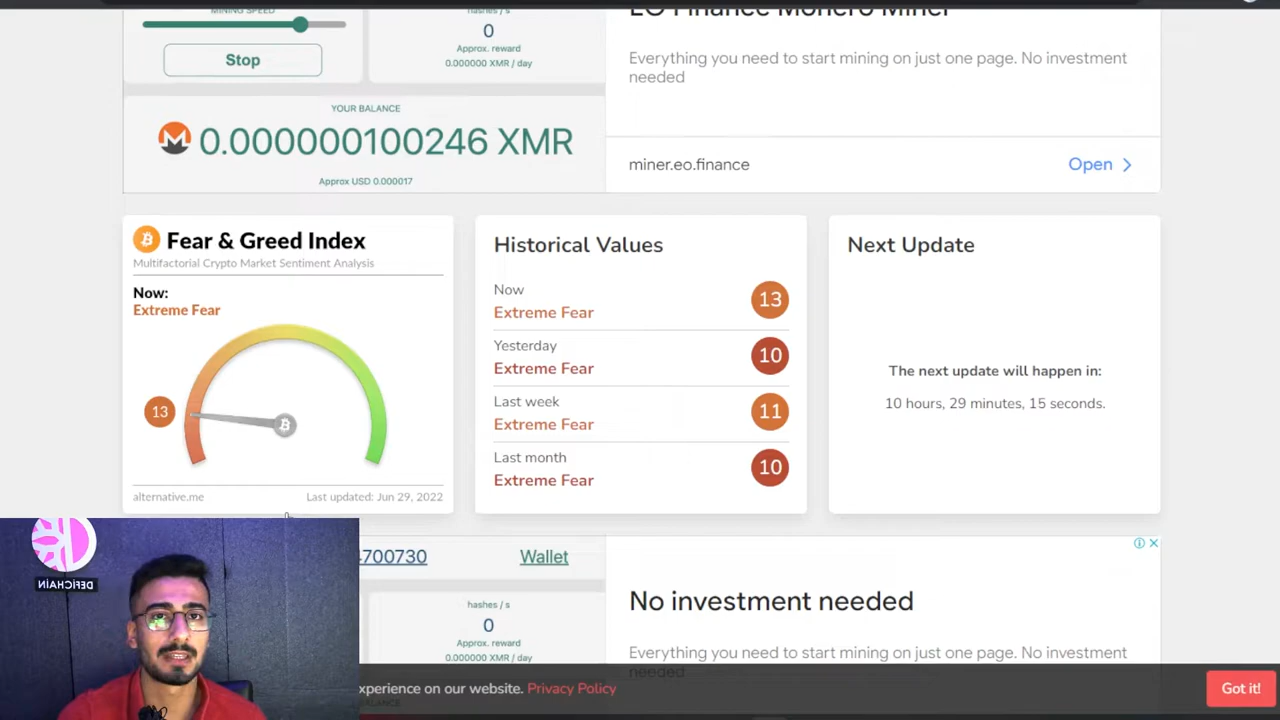 MINING SPEED
Stop
hashes / s
0
Approx. reward
0.000000 XMR / day
YOUR BALANCE
0.000000100246 XMR
Approx USD 0.000017
EO Finance Monero Miner
Everything you need to start mining on just one page. No investment
needed
miner.eo.finance
Open
Fear & Greed Index
Multifactorial Crypto Market Sentiment Analysis
Now:
Extreme Fear
13
alternative.me
Last updated: Jun 29, 2022
Historical Values
Now
Extreme Fear
13
Yesterday
Extreme Fear
10
Last week
Extreme Fear
11
Last month
Extreme Fear
10
Next Update
The next update will happen in:
10 hours, 29 minutes, 15 seconds.
4700730
Wallet
hashes / s
0
Approx. reward
0.000000 XMR / day
No investment needed
Everything you need to start mining on just one page. No investment
needed
DEFICHAIN
experience on our website. Privacy Policy
Got it!